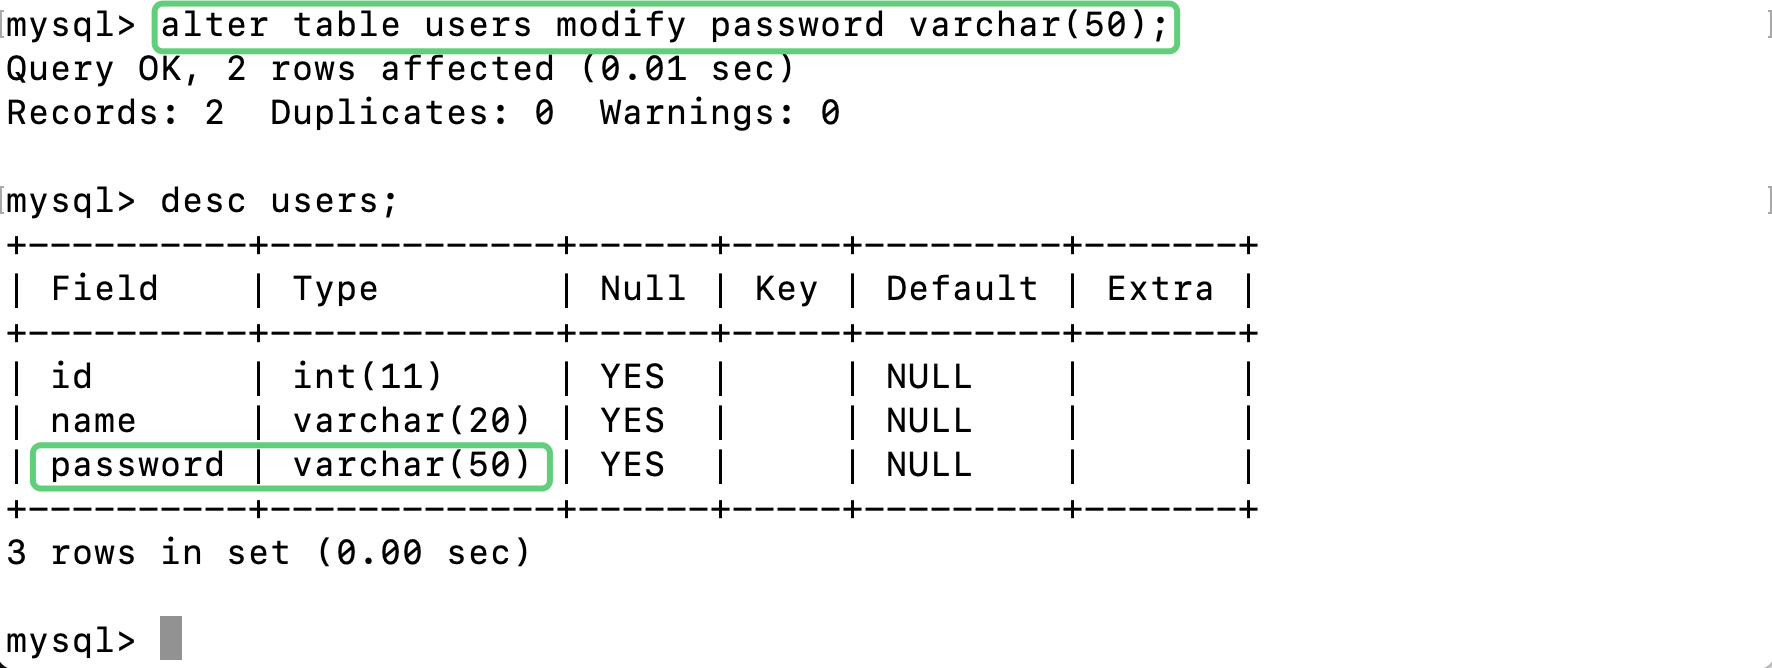 mysql> alter table users modify password varchar(50);
Query OK, 2 rows affected (0.01 sec)
Records: 2  Duplicates: 0  Warnings: 0
mysql> desc users;
+----------+-------------+------+-----+---------+-------+
| Field    | Type        | Null | Key | Default | Extra |
+----------+-------------+------+-----+---------+-------+
| id       | int(11)     | YES  |     | NULL    |       |
| name     | varchar(20) | YES  |     | NULL    |       |
| password | varchar(50) | YES  |     | NULL    |       |
+----------+-------------+------+-----+---------+-------+
3 rows in set (0.00 sec)
mysql>